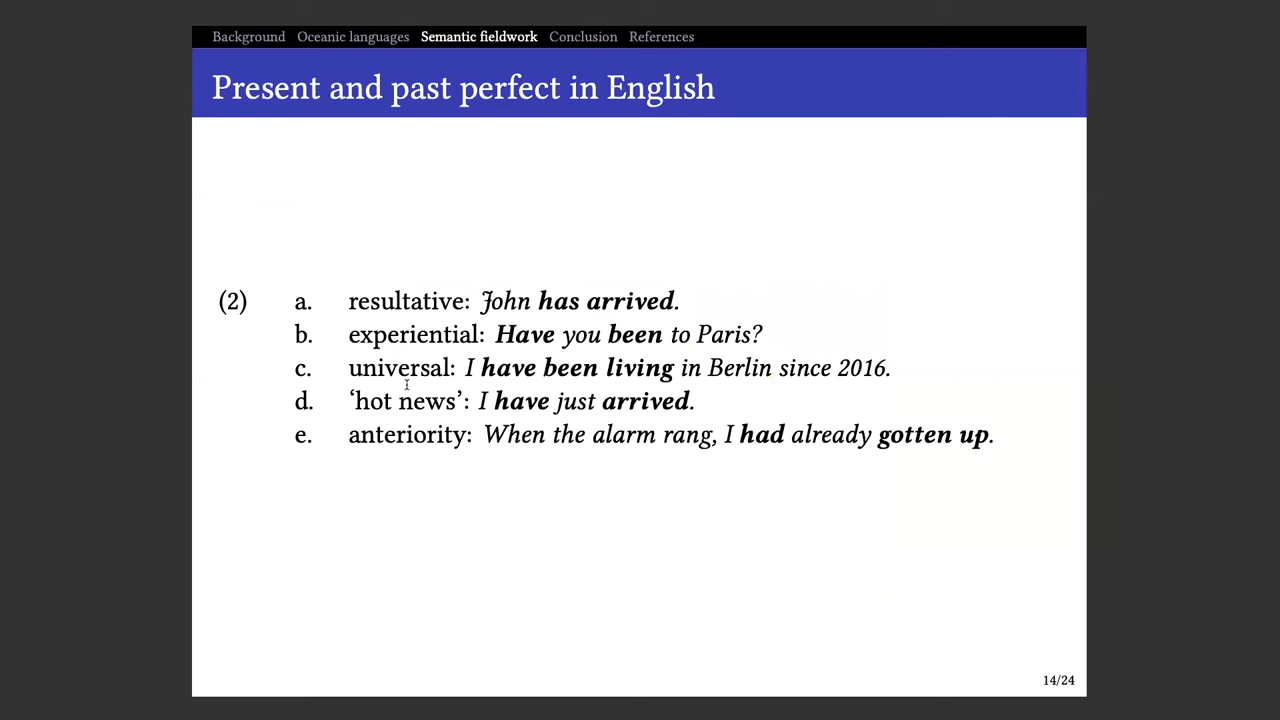 Background Oceanic languages Semantic fieldwork Conclusion References
Present and past perfect in English
(2) a. resultative: John has arrived.
b. experiential: Have you been to Paris?
c. universal: I have been living in Berlin since 2016.
d. ‘hot news’: I have just arrived.
e. anteriority: When the alarm rang, I had already gotten up.
14/24